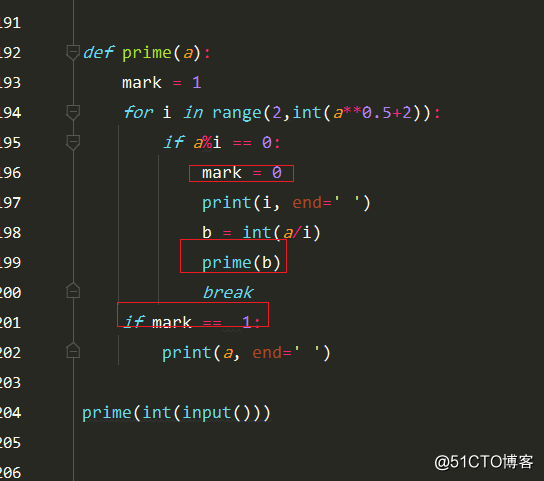 191
192 def prime(a):
193 mark = 1
194 for i in range(2,int(a**0.5+2)):
195 if a%i == 0:
196 mark = 0
197 print(i, end=' ')
198 b = int(a/i)
199 prime(b)
200 break
201 if mark == 1:
202 print(a, end=' ')
203
204 prime(int(input()))
205
206
@51CTO博客